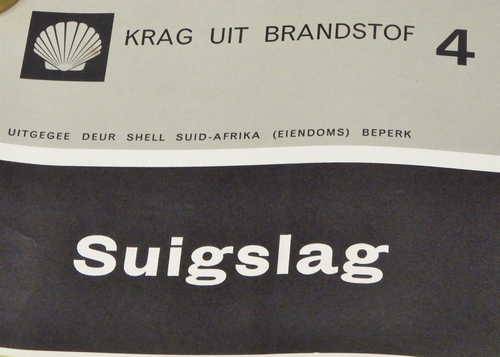 KRAG UIT BRANDSTOF 4
UITGEGEE DEUR SHELL SUID-AFRIKA (EIENDOMS) BEPERK
Suigslag